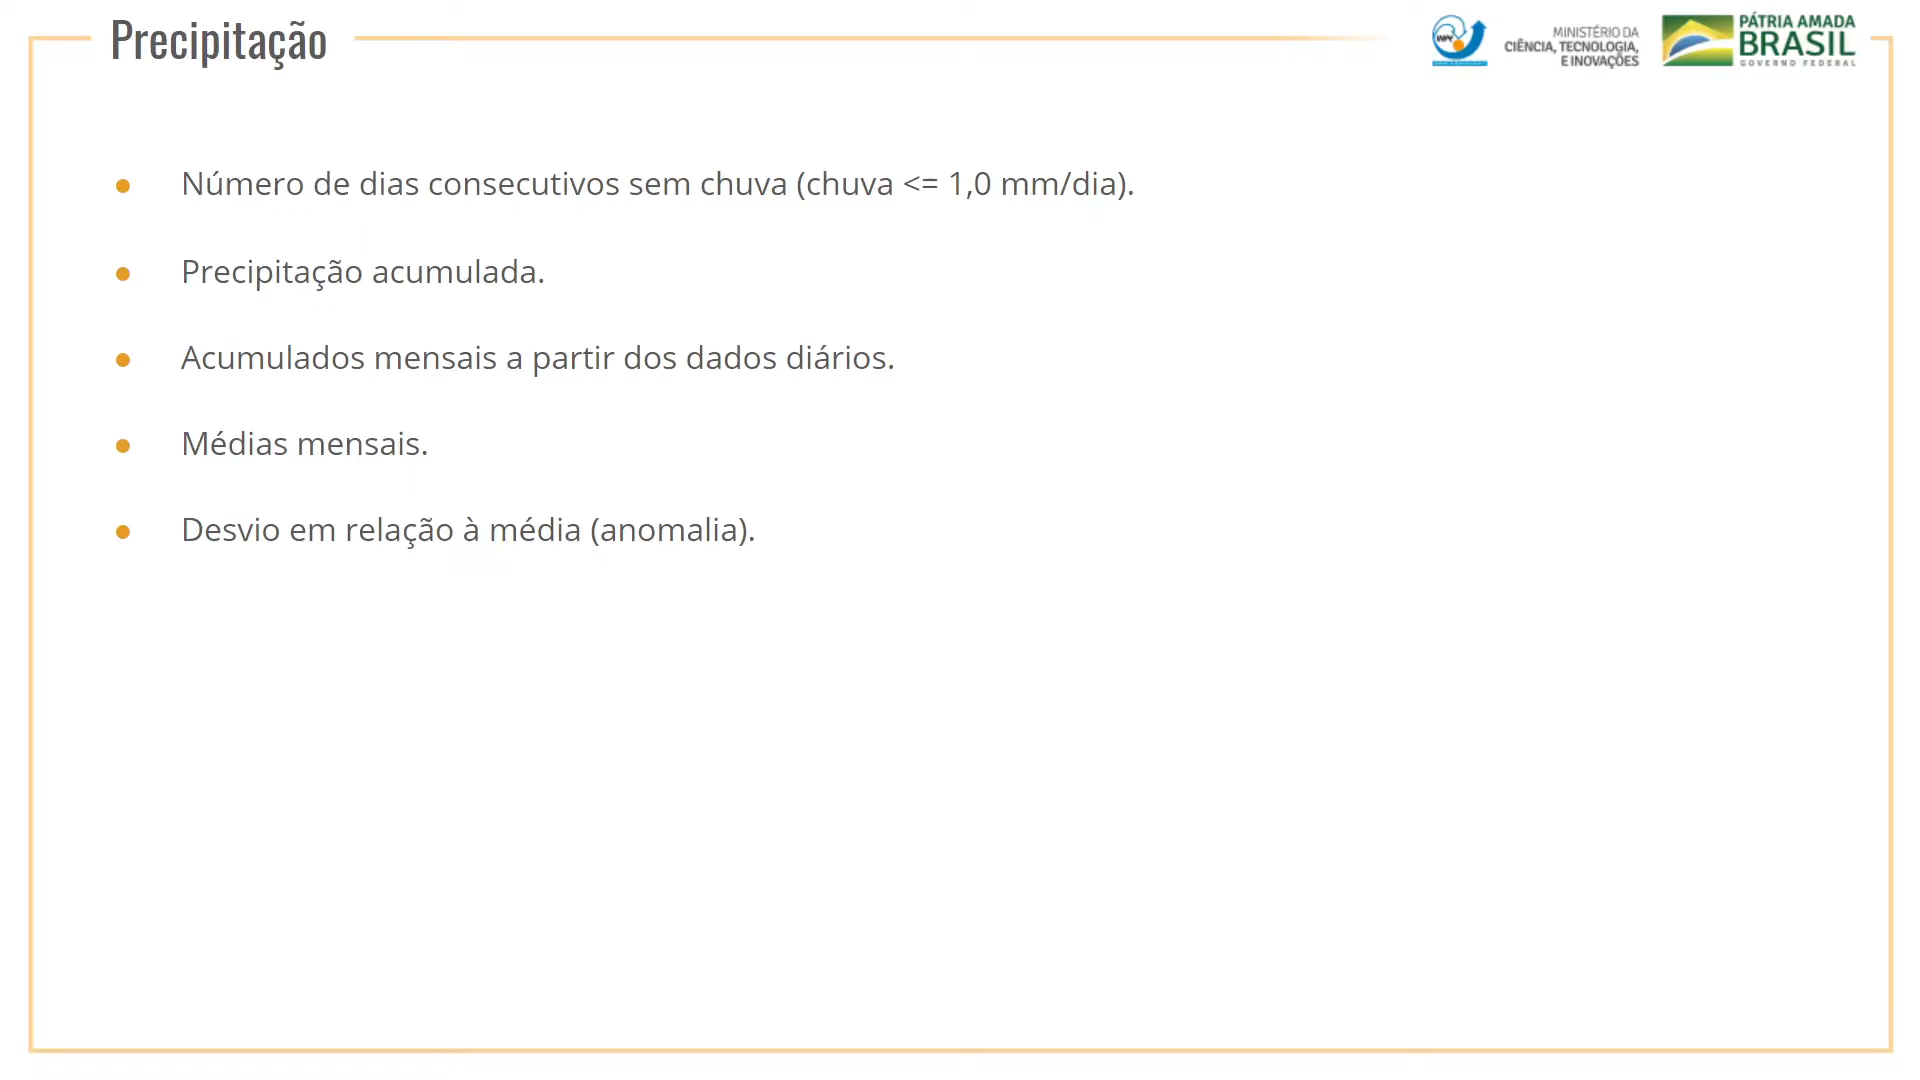 Precipitação
INPE
MINISTÉRIO DA
CIÊNCIA, TECNOLOGIA,
E INOVAÇÕES
PÁTRIA AMADA
BRASIL
GOVERNO FEDERAL
● Número de dias consecutivos sem chuva (chuva <= 1,0 mm/dia).
● Precipitação acumulada.
● Acumulados mensais a partir dos dados diários.
● Médias mensais.
● Desvio em relação à média (anomalia).